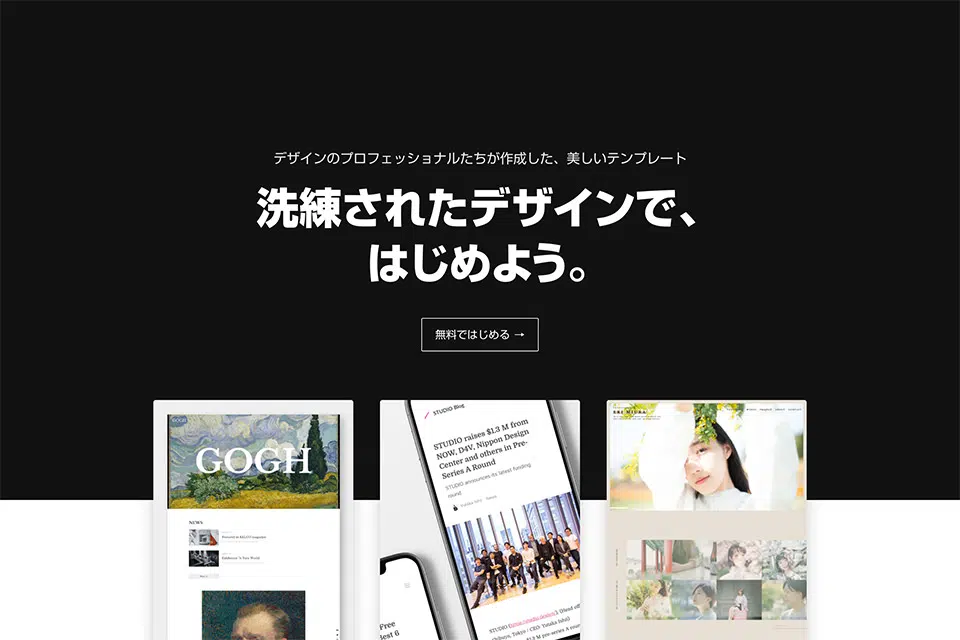 デザインのプロフェッショナルたちが作成した、美しいテンプレート
洗練されたデザインで、
はじめよう。
無料ではじめる →
GOGH
GOGH
NEWS
STUDIO Blog
STUDIO raises $1.3 M from
NOW, D4V, Nippon Design
Center and others in Pre-
Series A Round
STUDIO announces its latest funding
round
Free
Best 6
ERI MIURA